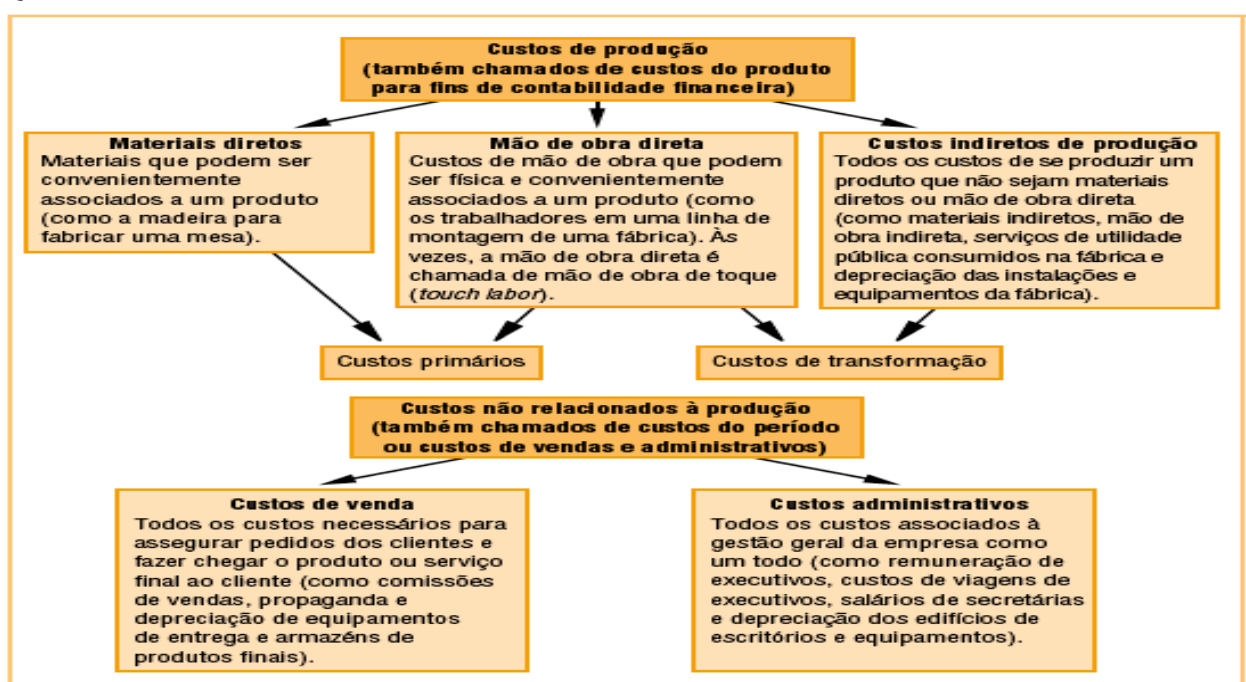 Custos de produção
(também chamados de custos do produto
para fins de contabilidade financeira)
Materiais diretos
Materiais que podem ser
convenientemente
associados a um produto
(como a madeira para
fabricar uma mesa).
Mão de obra direta
Custos de mão de obra que podem
ser física e convenientemente
associados a um produto (como
os trabalhadores em uma linha de
montagem de uma fábrica). Às
vezes, a mão de obra direta é
chamada de mão de obra de toque
(touch labor).
Custos indiretos de produção
Todos os custos de se produzir um
produto que não sejam materiais
diretos ou mão de obra direta
(como materiais indiretos, mão de
obra indireta, serviços de utilidade
pública consumidos na fábrica e
depreciação das instalações e
equipamentos da fábrica).
Custos primários
Custos de transformação
Custos não relacionados à produção
(também chamados de custos do período
ou custos de vendas e administrativos)
Custos de venda
Todos os custos necessários para
assegurar pedidos dos clientes e
fazer chegar o produto ou serviço
final ao cliente (como comissões
de vendas, propaganda e
depreciação de equipamentos
de entrega e armazéns de
produtos finais).
Custos administrativos
Todos os custos associados à
gestão geral da empresa como
um todo (como remuneração de
executivos, custos de viagens de
executivos, salários de secretárias
e depreciação dos edifícios de
escritórios e equipamentos).